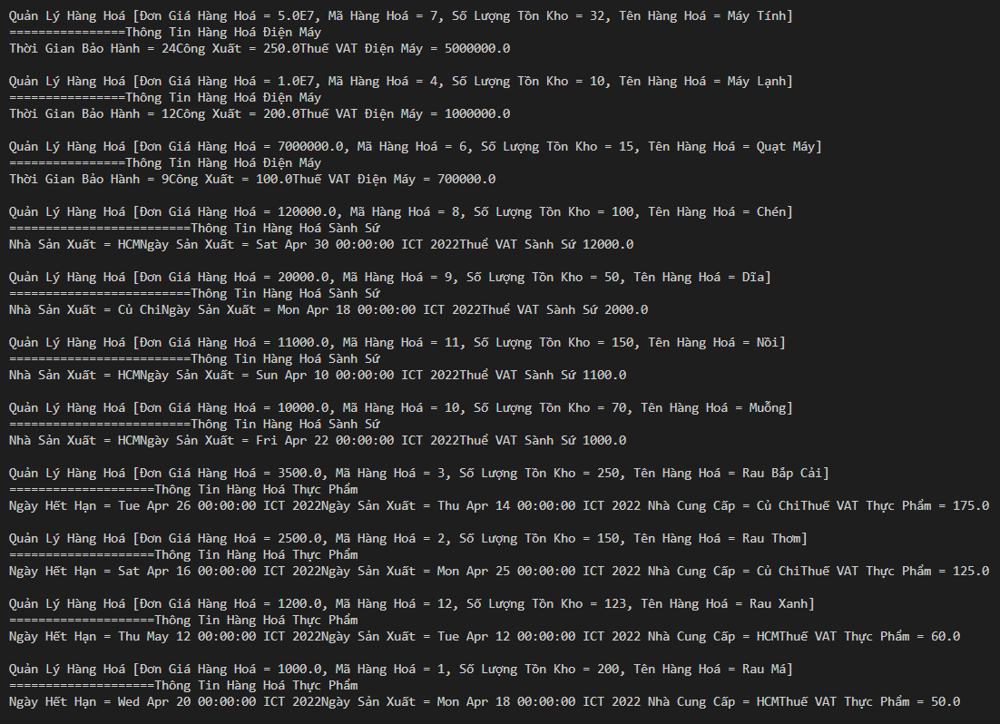 Quản Lý Hàng Hoá [Đơn Giá Hàng Hoá = 5.0E7, Mã Hàng Hoá = 7, Số Lượng Tồn Kho = 32, Tên Hàng Hoá = Máy Tính]
================Thông Tin Hàng Hoá Điện Máy
Thời Gian Bảo Hành = 24Công Xuất = 250.0Thuế VAT Điện Máy = 5000000.0
Quản Lý Hàng Hoá [Đơn Giá Hàng Hoá = 1.0E7, Mã Hàng Hoá = 4, Số Lượng Tồn Kho = 10, Tên Hàng Hoá = Máy Lạnh]
================Thông Tin Hàng Hoá Điện Máy
Thời Gian Bảo Hành = 12Công Xuất = 200.0Thuế VAT Điện Máy = 1000000.0
Quản Lý Hàng Hoá [Đơn Giá Hàng Hoá = 7000000.0, Mã Hàng Hoá = 6, Số Lượng Tồn Kho = 15, Tên Hàng Hoá = Quạt Máy]
================Thông Tin Hàng Hoá Điện Máy
Thời Gian Bảo Hành = 9Công Xuất = 100.0Thuế VAT Điện Máy = 700000.0
Quản Lý Hàng Hoá [Đơn Giá Hàng Hoá = 120000.0, Mã Hàng Hoá = 8, Số Lượng Tồn Kho = 100, Tên Hàng Hoá = Chén]
=========================Thông Tin Hàng Hoá Sành Sứ
Nhà Sản Xuất = HCMNgày Sản Xuất = Sat Apr 30 00:00:00 ICT 2022Thuể VAT Sành Sứ 12000.0
Quản Lý Hàng Hoá [Đơn Giá Hàng Hoá = 20000.0, Mã Hàng Hoá = 9, Số Lượng Tồn Kho = 50, Tên Hàng Hoá = Dĩa]
=========================Thông Tin Hàng Hoá Sành Sứ
Nhà Sản Xuất = Củ ChiNgày Sản Xuất = Mon Apr 18 00:00:00 ICT 2022Thuể VAT Sành Sứ 2000.0
Quản Lý Hàng Hoá [Đơn Giá Hàng Hoá = 11000.0, Mã Hàng Hoá = 11, Số Lượng Tồn Kho = 150, Tên Hàng Hoá = Nồi]
=========================Thông Tin Hàng Hoá Sành Sứ
Nhà Sản Xuất = HCMNgày Sản Xuất = Sun Apr 10 00:00:00 ICT 2022Thuể VAT Sành Sứ 1100.0
Quản Lý Hàng Hoá [Đơn Giá Hàng Hoá = 10000.0, Mã Hàng Hoá = 10, Số Lượng Tồn Kho = 70, Tên Hàng Hoá = Muỗng]
=========================Thông Tin Hàng Hoá Sành Sứ
Nhà Sản Xuất = HCMNgày Sản Xuất = Fri Apr 22 00:00:00 ICT 2022Thuể VAT Sành Sứ 1000.0
Quản Lý Hàng Hoá [Đơn Giá Hàng Hoá = 3500.0, Mã Hàng Hoá = 3, Số Lượng Tồn Kho = 250, Tên Hàng Hoá = Rau Bắp Cải]
====================Thông Tin Hàng Hoá Thực Phẩm
Ngày Hết Hạn = Tue Apr 26 00:00:00 ICT 2022Ngày Sản Xuất = Thu Apr 14 00:00:00 ICT 2022 Nhà Cung Cấp = Củ ChiThuế VAT Thực Phẩm = 175.0
Quản Lý Hàng Hoá [Đơn Giá Hàng Hoá = 2500.0, Mã Hàng Hoá = 2, Số Lượng Tồn Kho = 150, Tên Hàng Hoá = Rau Thơm]
====================Thông Tin Hàng Hoá Thực Phẩm
Ngày Hết Hạn = Sat Apr 16 00:00:00 ICT 2022Ngày Sản Xuất = Mon Apr 25 00:00:00 ICT 2022 Nhà Cung Cấp = Củ ChiThuế VAT Thực Phẩm = 125.0
Quản Lý Hàng Hoá [Đơn Giá Hàng Hoá = 1200.0, Mã Hàng Hoá = 12, Số Lượng Tồn Kho = 123, Tên Hàng Hoá = Rau Xanh]
====================Thông Tin Hàng Hoá Thực Phẩm
Ngày Hết Hạn = Thu May 12 00:00:00 ICT 2022Ngày Sản Xuất = Tue Apr 12 00:00:00 ICT 2022 Nhà Cung Cấp = HCMThuế VAT Thực Phẩm = 60.0
Quản Lý Hàng Hoá [Đơn Giá Hàng Hoá = 1000.0, Mã Hàng Hoá = 1, Số Lượng Tồn Kho = 200, Tên Hàng Hoá = Rau Má]
====================Thông Tin Hàng Hoá Thực Phẩm
Ngày Hết Hạn = Wed Apr 20 00:00:00 ICT 2022Ngày Sản Xuất = Mon Apr 18 00:00:00 ICT 2022 Nhà Cung Cấp = HCMThuế VAT Thực Phẩm = 50.0